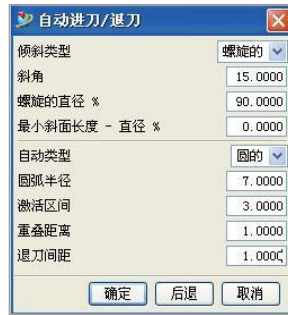 自动进刀/退刀
倾斜类型 螺旋的
斜角 15.0000
螺旋的直径 % 90.0000
最小斜面长度 - 直径 % 0.0000
自动类型 圆的
圆弧半径 7.0000
激活区间 3.0000
重叠距离 1.0000
退刀间距 1.000
确定 后退 取消